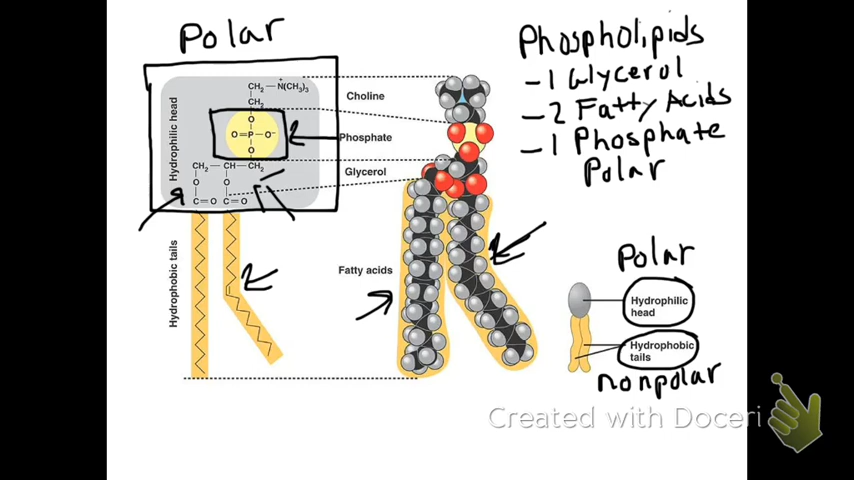 Polar
Phospholipids
-1 Glycerol
-2 Fatty Acids
-1 Phosphate
Polar
Hydrophilic head
CH₂ — N⁺(CH₃)₃
CH₂
O
O=P—O⁻
O
CH₂ — CH — CH₂
O O
C=O C=O
Choline
Phosphate
Glycerol
Hydrophobic tails
Fatty acids
Polar
Hydrophilic
head
Hydrophobic
tails
nonpolar
Created with Doceri